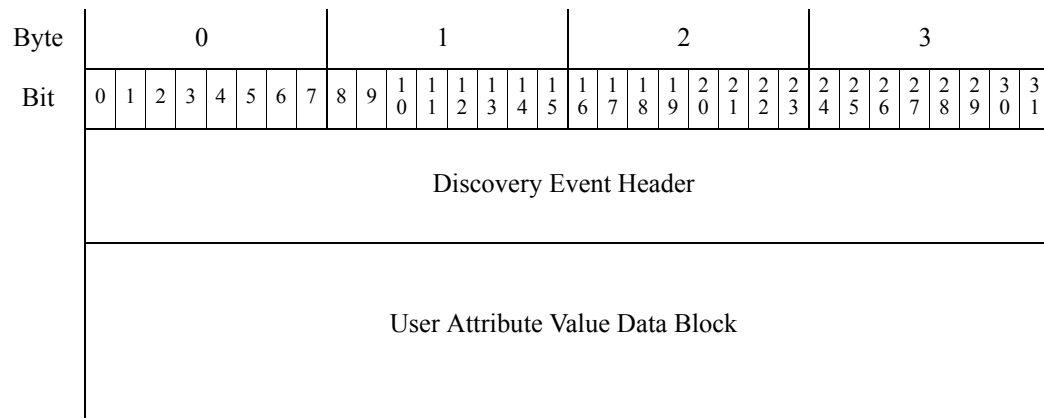 Byte 0 1 2 3
Bit 0 1 2 3 4 5 6 7 8 9 10 11 12 13 14 15 16 17 18 19 20 21 22 23 24 25 26 27 28 29 30 31
Discovery Event Header
User Attribute Value Data Block